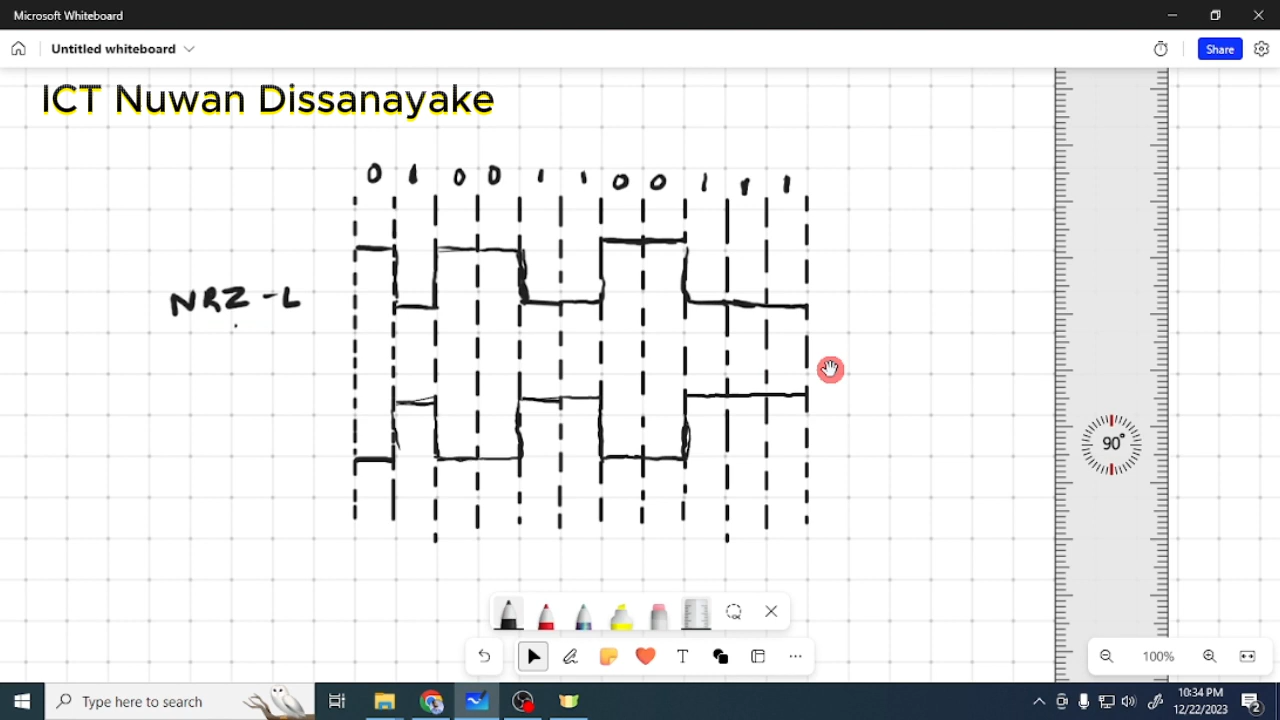 Microsoft Whiteboard
Untitled whiteboard
Share
ICT Nuwan Dissanayake
0 1 0 0 1 1 0 0 1 1 1
NRZ-L
90°
100%
Type here to search
10:34 PM
12/22/2023
2